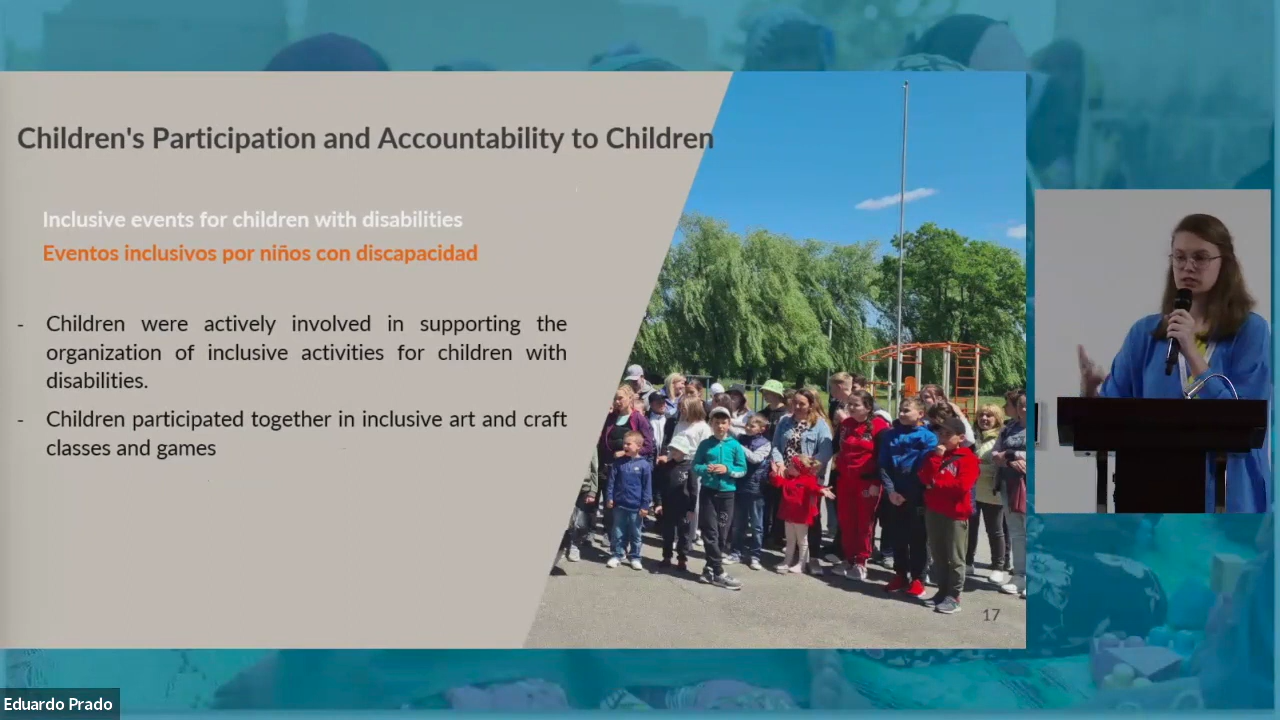 Children's Participation and Accountability to Children
Inclusive events for children with disabilities
Eventos inclusivos por niños con discapacidad
- Children were actively involved in supporting the
organization of inclusive activities for children with
disabilities.
- Children participated together in inclusive art and craft
classes and games
17
Eduardo Prado